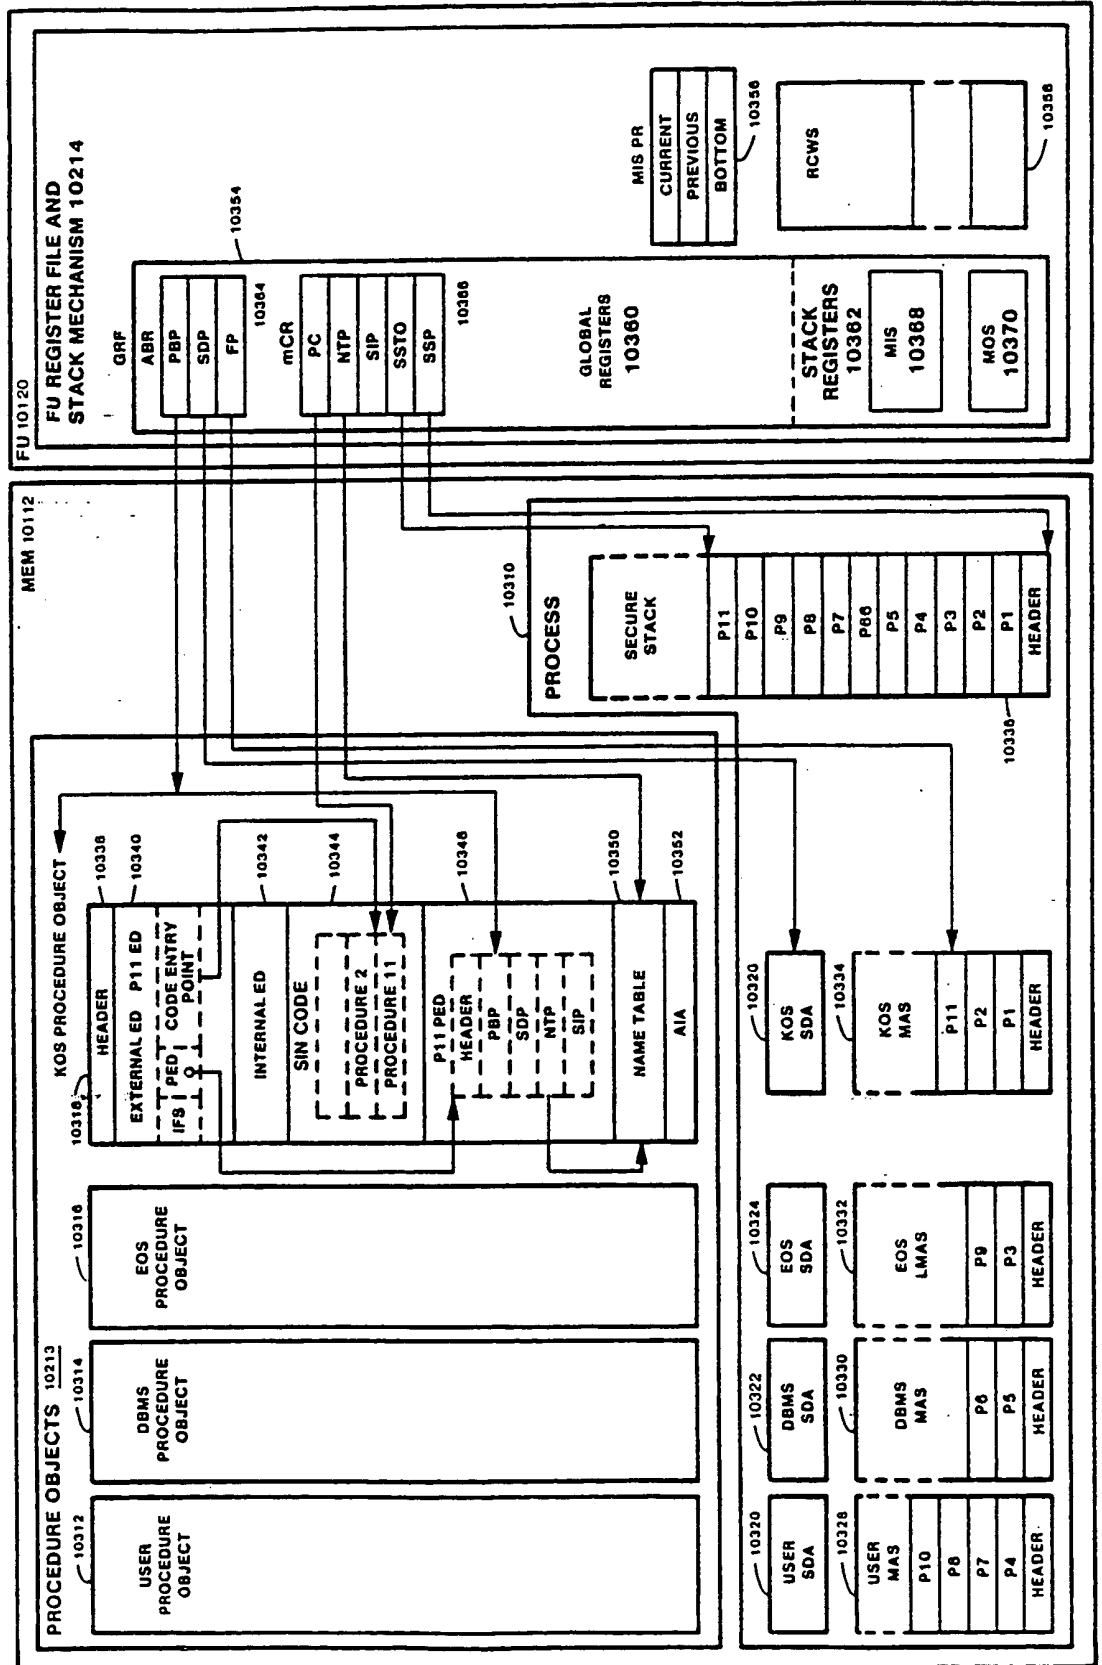 FU 10120
FU REGISTER FILE AND
STACK MECHANISM 10214
GRF
10354
ABR
PBP
SDP
FP
10364
mCR
PC
NTP
SIP
SSTO
SSP
10366
GLOBAL
REGISTERS
10360
STACK
REGISTERS
10362
MIS
10368
MOS
10370
MIS PR
CURRENT
PREVIOUS
BOTTOM
10356
RCWS
10358
MEM 10112
PROCEDURE OBJECTS 10213
10312
USER
PROCEDURE
OBJECT
10314
DBMS
PROCEDURE
OBJECT
10316
EOS
PROCEDURE
OBJECT
KOS PROCEDURE OBJECT
10318
HEADER
10338
EXTERNAL ED P11 ED
10340
IFS PED CODE ENTRY
POINT
INTERNAL ED
10342
SIN CODE
10344
PROCEDURE 2
PROCEDURE 11
P11 PED
10346
HEADER
PBP
SDP
NTP
SIP
NAME TABLE
10350
AIA
10352
PROCESS
10310
SECURE
STACK
P11
P10
P9
P8
P7
P66
P5
P4
P3
P2
P1
HEADER
10336
10320
USER
SDA
10322
DBMS
SDA
10324
EOS
SDA
10320
KOS
SDA
10328
USER
MAS
P10
P8
P7
P4
HEADER
10330
DBMS
MAS
P6
P5
HEADER
10332
EOS
LMAS
P9
P3
HEADER
10334
KOS
MAS
P11
P2
P1
HEADER